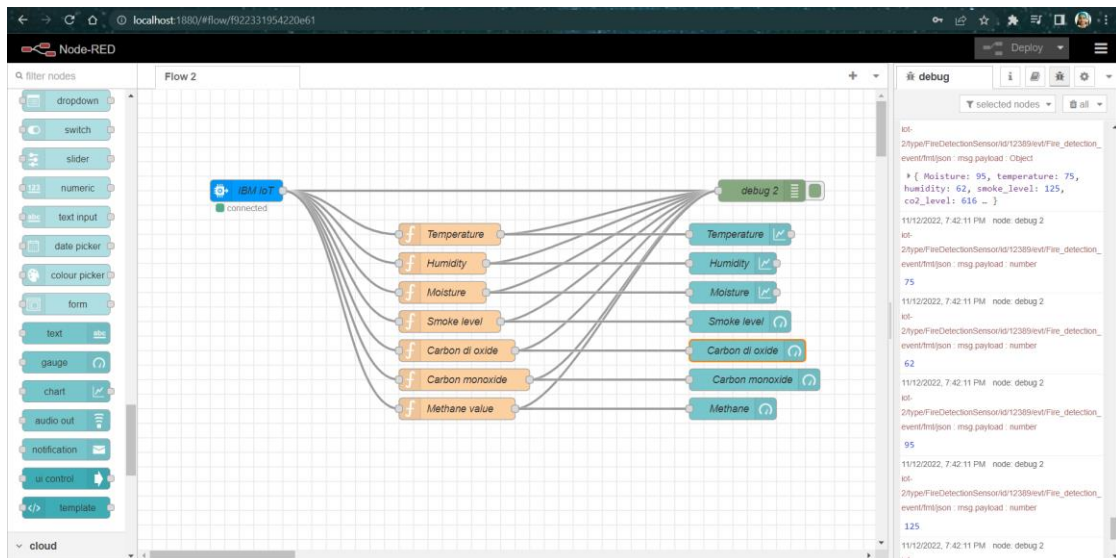 localhost:1880/#flow/f922331954220e61
Node-RED
Deploy
filter nodes
Flow 2
debug
i
selected nodes
all
dropdown
switch
slider
numeric
text input
date picker
colour picker
form
text
abc
gauge
chart
audio out
notification
ui control
template
cloud
IBM IoT
connected
debug 2
Temperature
Temperature
Humidity
Humidity
Moisture
Moisture
Smoke level
Smoke level
Carbon di oxide
Carbon di oxide
Carbon monoxide
Carbon monoxide
Methane value
Methane
iot-
2/type/FireDetectionSensor/id/12389/evt/Fire_detection_
event/fmt/json : msg.payload : Object
{ Moisture: 95, temperature: 75,
humidity: 62, smoke_level: 125,
co2_level: 616 … }
11/12/2022, 7:42:11 PM node: debug 2
iot-
2/type/FireDetectionSensor/id/12389/evt/Fire_detection_
event/fmt/json : msg.payload : number
75
11/12/2022, 7:42:11 PM node: debug 2
iot-
2/type/FireDetectionSensor/id/12389/evt/Fire_detection_
event/fmt/json : msg.payload : number
62
11/12/2022, 7:42:11 PM node: debug 2
iot-
2/type/FireDetectionSensor/id/12389/evt/Fire_detection_
event/fmt/json : msg.payload : number
95
11/12/2022, 7:42:11 PM node: debug 2
iot-
2/type/FireDetectionSensor/id/12389/evt/Fire_detection_
event/fmt/json : msg.payload : number
125
11/12/2022, 7:42:11 PM node: debug 2